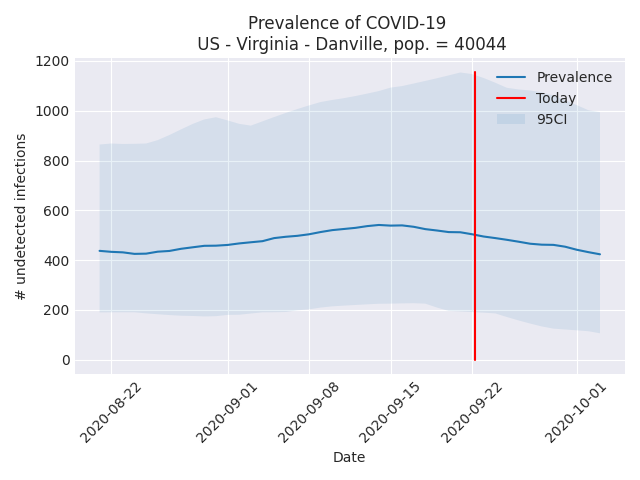 Prevalence of COVID-19
US - Virginia - Danville, pop. = 40044
1200
1000
800
600
400
200
0
# undetected infections
Prevalence
Today
95CI
2020-08-22
2020-09-01
2020-09-08
2020-09-15
2020-09-22
2020-10-01
Date